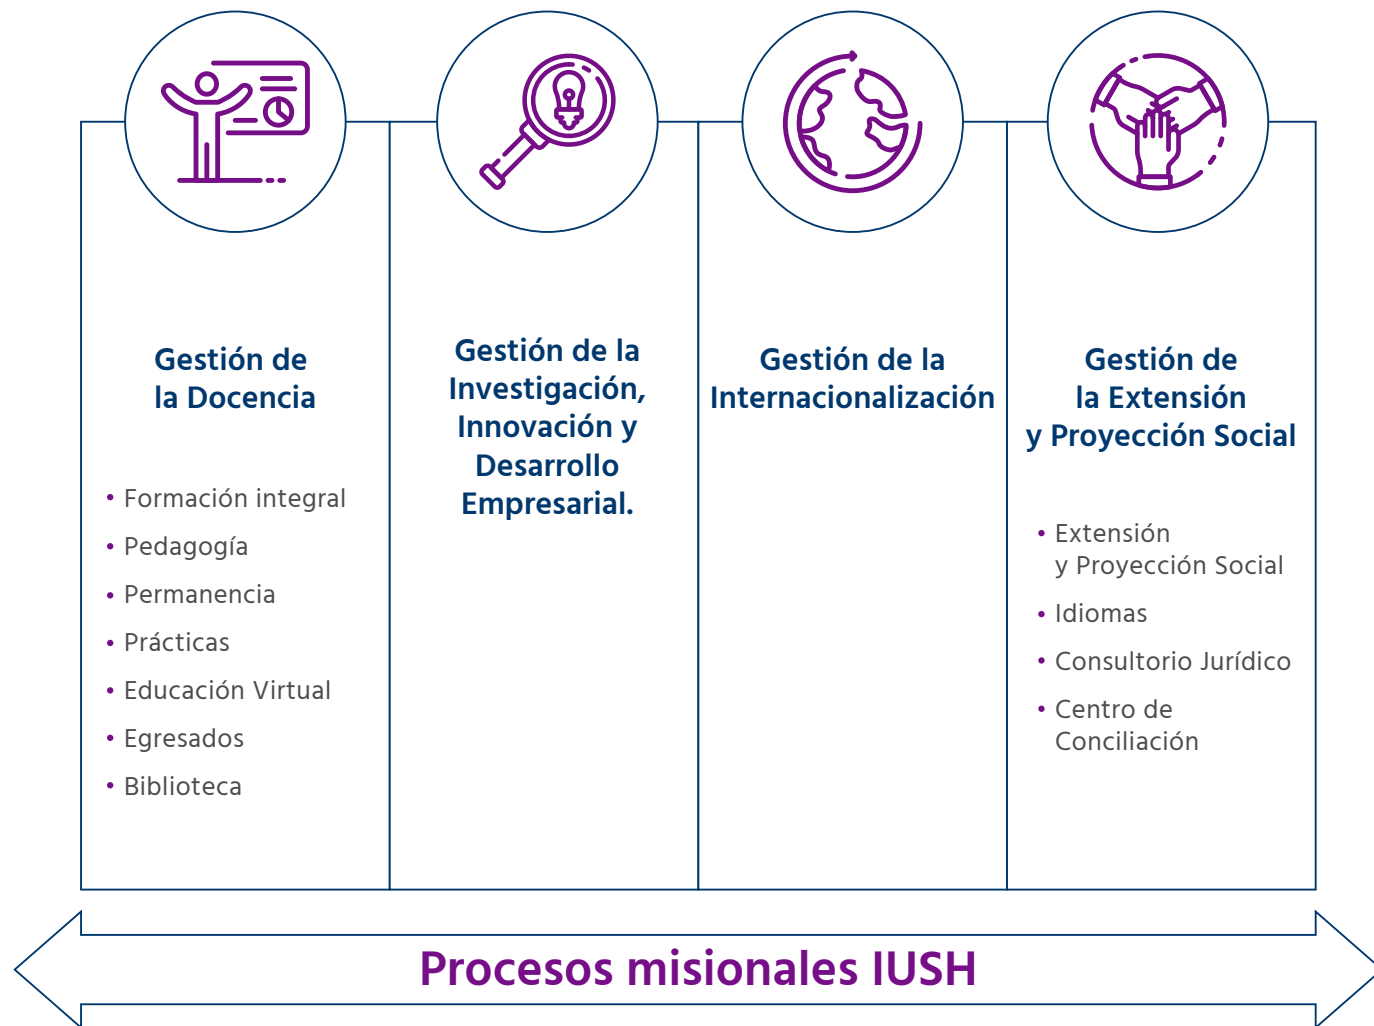 Gestión de
la Docencia
• Formación integral
• Pedagogía
• Permanencia
• Prácticas
• Educación Virtual
• Egresados
• Biblioteca
Gestión de la
Investigación,
Innovación y
Desarrollo
Empresarial.
Gestión de la
Internacionalización
Gestión de
la Extensión
y Proyección Social
• Extensión
y Proyección Social
• Idiomas
• Consultorio Jurídico
• Centro de
Conciliación
Procesos misionales IUSH